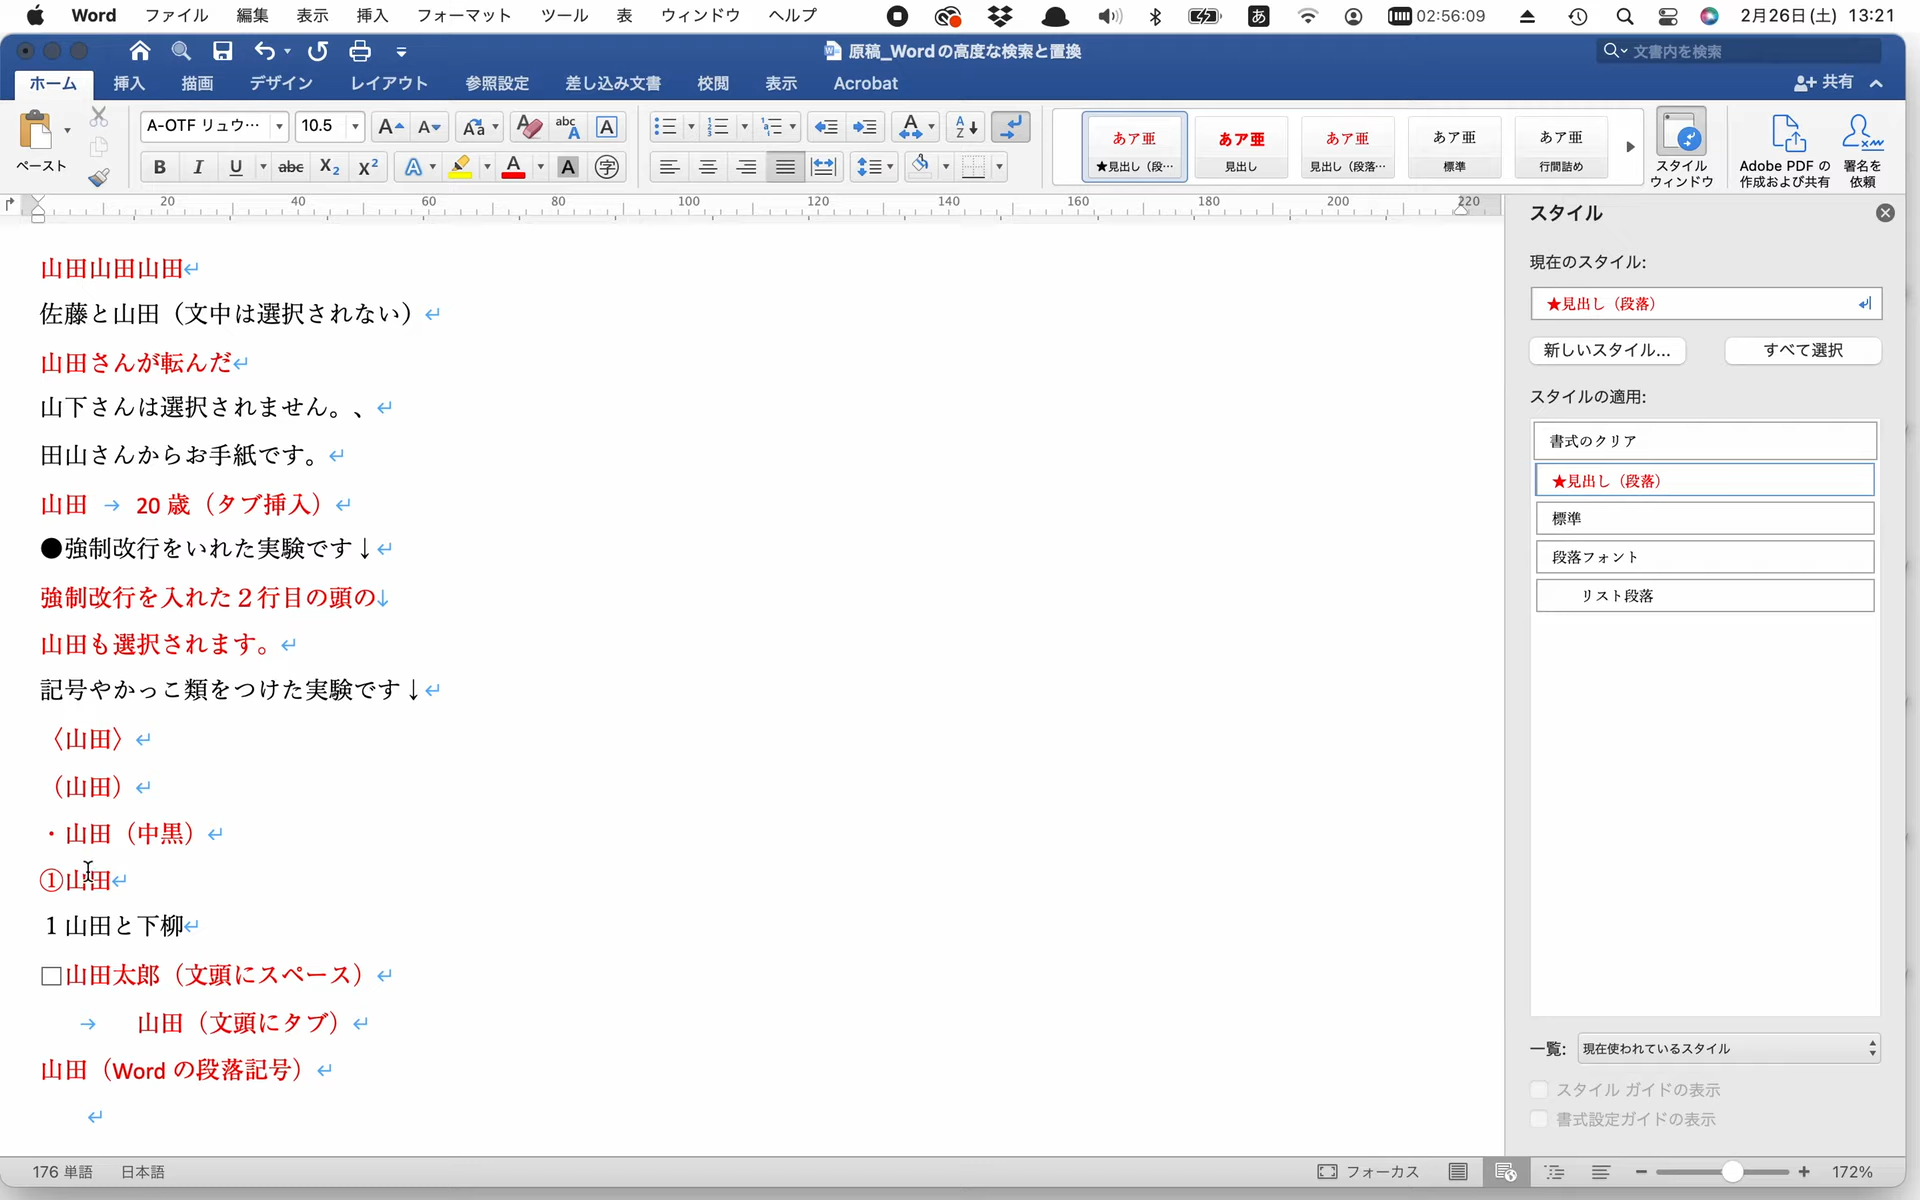 Word ファイル 編集 表示 挿入 フォーマット ツール 表 ウィンドウ ヘルプ あ 02:56:09 2月26日(土) 13:21
原稿_Wordの高度な検索と置換 文書内を検索
ホーム 挿入 描画 デザイン レイアウト 参照設定 差し込み文書 校閲 表示 Acrobat 共有
ペースト
A-OTF リュウ… 10.5
あア亜 ★見出し（段…
あア亜 見出し
あア亜 見出し（段落…
あア亜 標準
あア亜 行間詰め
スタイル
ウィンドウ
Adobe PDF の
作成および共有
署名を
依頼
20 40 60 80 100 120 140 160 180 200 220
山田山田山田↵
佐藤と山田（文中は選択されない）↵
山田さんが転んだ↵
山下さんは選択されません。、↵
田山さんからお手紙です。↵
山田 → 20 歳（タブ挿入）↵
●強制改行をいれた実験です↓↵
強制改行を入れた２行目の頭の↓
山田も選択されます。↵
記号やかっこ類をつけた実験です↓↵
〈山田〉↵
（山田）↵
・山田（中黒）↵
①山田↵
１山田と下柳↵
□山田太郎（文頭にスペース）↵
→ 山田（文頭にタブ）↵
山田（Word の段落記号）↵
↵
スタイル
現在のスタイル:
★見出し（段落）
新しいスタイル... すべて選択
スタイルの適用:
書式のクリア
★見出し（段落）
標準
段落フォント
リスト段落
一覧: 現在使われているスタイル
スタイル ガイドの表示
書式設定ガイドの表示
176 単語 日本語 フォーカス 172%